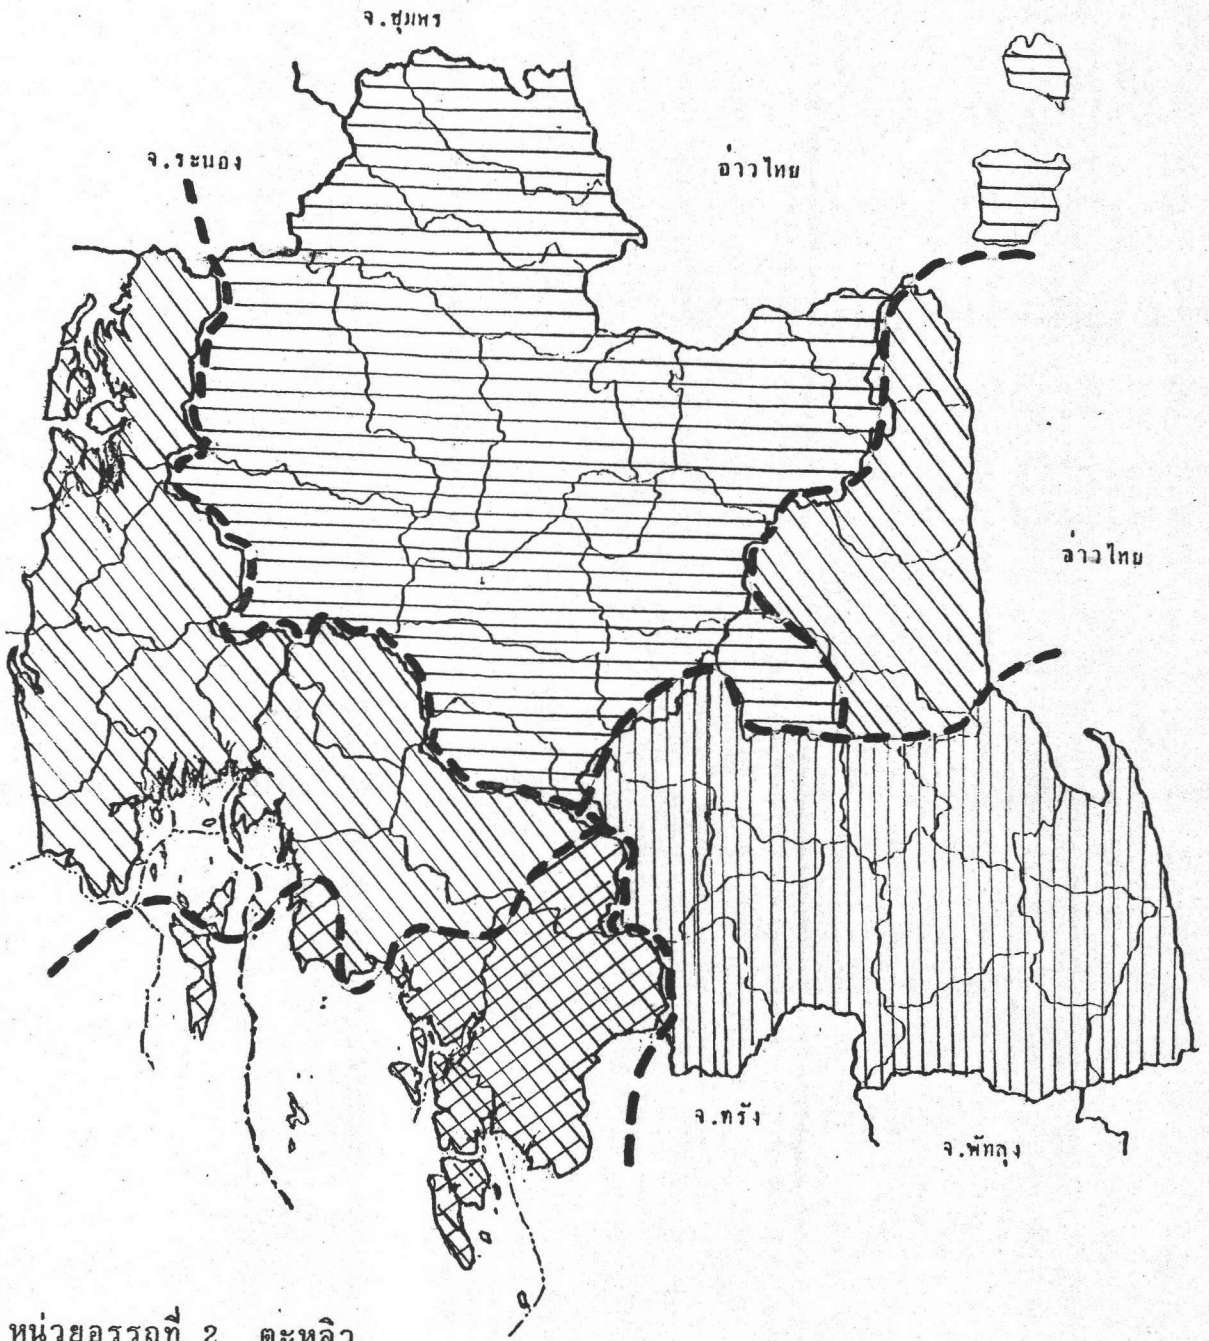 จ.ชุมพร
จ.ระนอง
อ่าวไทย
อ่าวไทย
จ.ตรัง
จ.พัทลุง
หน่วยอรรถที่ 2 ตะหลิว